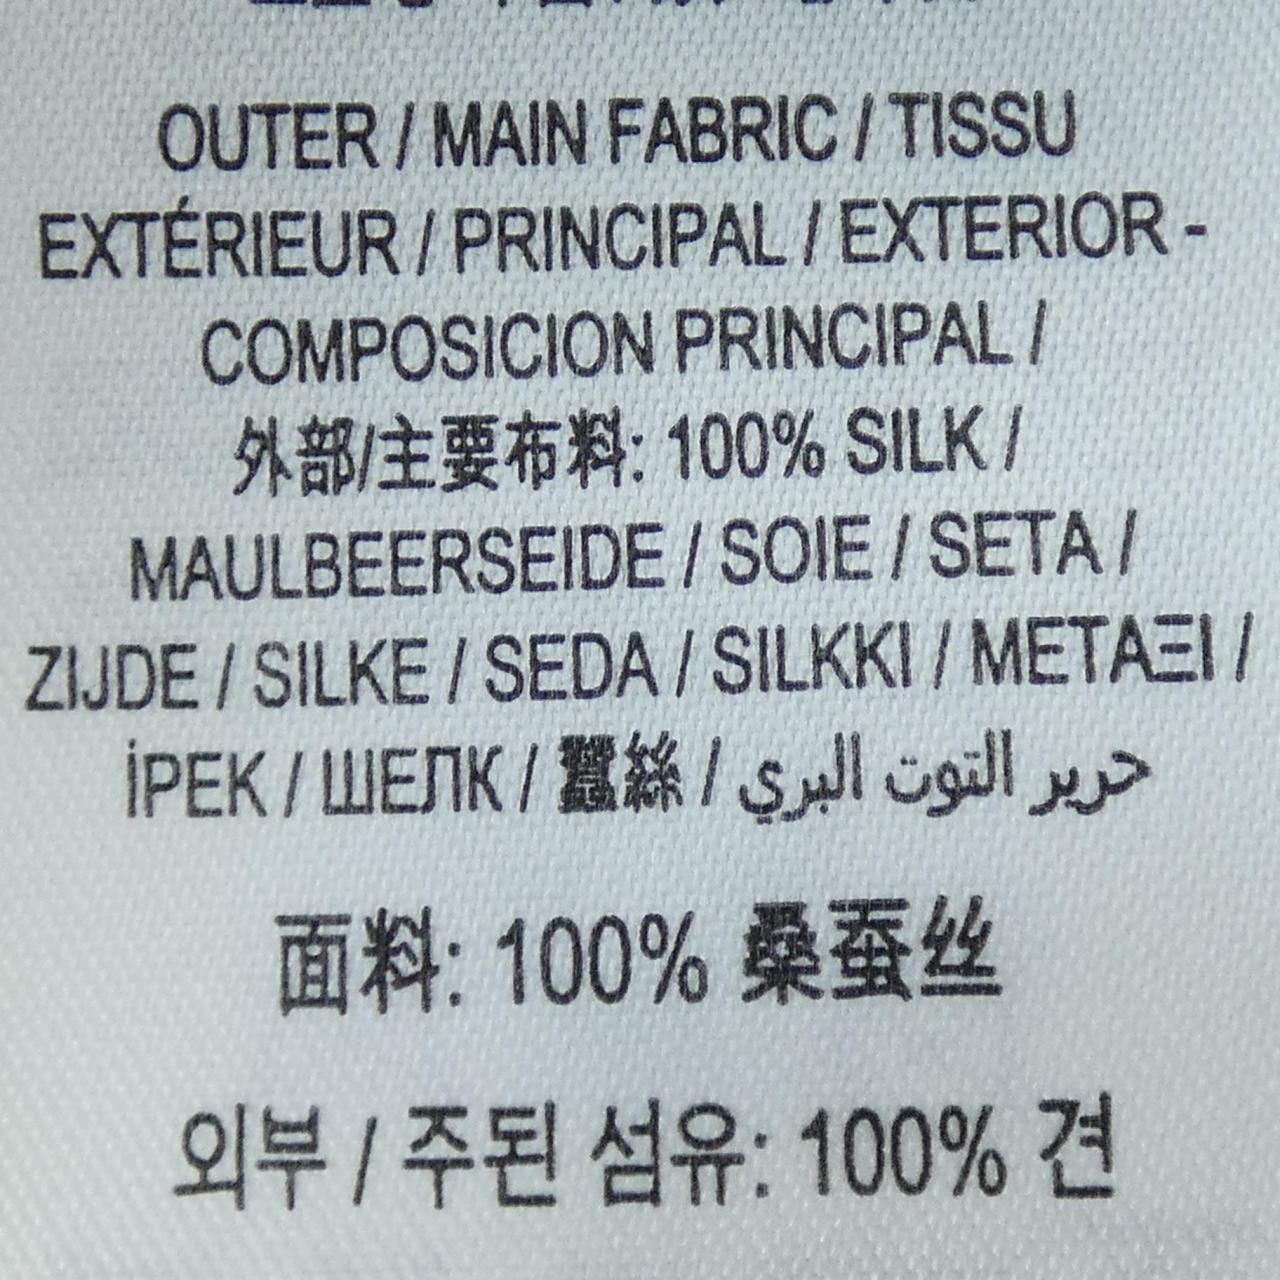 OUTER / MAIN FABRIC / TISSU
EXTÉRIEUR / PRINCIPAL / EXTERIOR -
COMPOSICION PRINCIPAL /
外部/主要布料: 100% SILK /
MAULBEERSEIDE / SOIE / SETA /
ZIJDE / SILKE / SEDA / SILKKI / ΜΕΤΑΞΙ /
İPEK / ШЕЛК / 蠶絲 / حرير التوت البري
面料: 100% 桑蚕丝
외부 / 주된 섬유: 100% 견